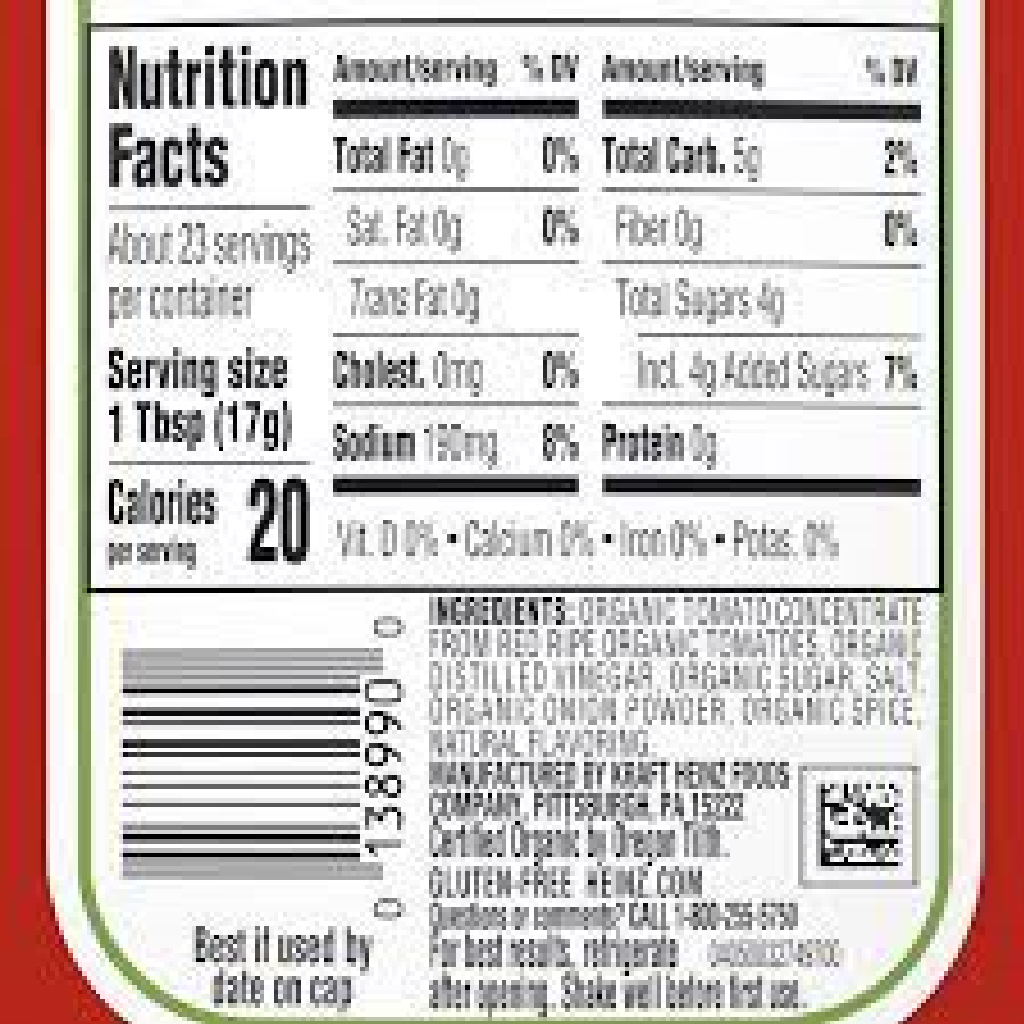 Nutrition
Facts
About 23 servings
per container
Serving size
1 Tbsp (17g)
Calories 20
per serving
Amount/serving % DV
Total Fat 0g 0%
Sat. Fat 0g 0%
Trans Fat 0g
Cholest. 0mg 0%
Sodium 190mg 8%
Amount/serving % DV
Total Carb. 5g 2%
Fiber 0g 0%
Total Sugars 4g
Incl. 4g Added Sugars 7%
Protein 0g
Vit. D 0% • Calcium 0% • Iron 0% • Potas. 0%
0 138990 0
Best if used by
date on cap
INGREDIENTS: ORGANIC TOMATO CONCENTRATE
FROM RED RIPE ORGANIC TOMATOES, ORGANIC
DISTILLED VINEGAR, ORGANIC SUGAR, SALT,
ORGANIC ONION POWDER, ORGANIC SPICE,
NATURAL FLAVORING.
MANUFACTURED BY KRAFT HEINZ FOODS
COMPANY, PITTSBURGH, PA 15222
Certified Organic by Oregon Tilth.
GLUTEN-FREE HEINZ.COM
Questions or comments? CALL
For best results, refrigerate
after opening. Shake well before first use.